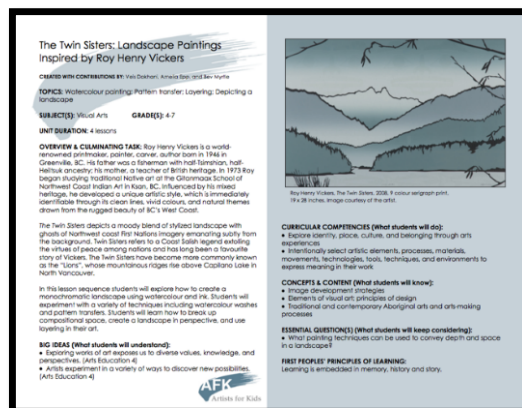 The Twin Sisters: Landscape Paintings
Inspired by Roy Henry Vickers
CREATED WITH CONTRIBUTIONS BY: Yves Bokhari, and Bev Myrtle
TOPICS: Watercolour painting; Pattern transfer; Layering; Depicting a
landscape
SUBJECT(S): Visual Arts GRADE(S): 4-7
UNIT DURATION: 4 lessons
OVERVIEW & CULMINATING TASK: Roy Henry Vickers is a world-
renowned printmaker, painter, carver, author born in 1946 in
Greenville, BC. His father was a fisherman with half-Tsimshian, half-
Heiltsuk ancestry; his mother, a teacher of British heritage. In 1973 Roy
began studying traditional Native art at the Gitanmaax School of
Northwest Coast Indian Art in Ksan, BC. Influenced by his mixed
heritage, he developed a unique artistic style, which is immediately
identifiable through its clean lines, vivid colours, and natural themes
drawn from the rugged beauty of BC's West Coast.
The Twin Sisters depicts a moody blend of stylized landscape with
ghosts of Northwest coast First Nations imagery emanating subtly from
the background. Twin Sisters refers to a Coast Salish legend extolling
the virtues of peace among nations and has long been a favourite
story of Vickers. The Twin Sisters have become more commonly known
as the "Lions", whose mountainous ridges rise above Capilano Lake in
North Vancouver.
In this lesson sequence students will explore how to create a
monochromatic landscape using watercolour and ink. Students will
experiment with a variety of techniques including watercolour washes
and pattern transfers. Students will learn how to break up
compositional space, create a landscape in perspective, and use
layering in their art.
BIG IDEAS (What students will understand):
• Exploring works of art exposes us to diverse values, knowledge, and
perspectives. (Arts Education 4)
• Artists experiment in a variety of ways to discover new possibilities.
(Arts Education 4)
AFK
Artists for Kids
Roy Henry Vickers, The Twin Sisters, 2008, 9 colour serigraph print,
19 x 28 inches. Image courtesy of the artist.
CURRICULAR COMPETENCIES (What students will do):
• Explore identity, place, culture, and belonging through arts
experiences
• Intentionally select artistic elements, processes, materials,
movements, technologies, tools, techniques, and environments to
express meaning in their work
CONCEPTS & CONTENT (What students will know):
• Image development strategies
• Elements of visual art; principles of design
• Traditional and contemporary Aboriginal arts and arts-making
processes
ESSENTIAL QUESTION(S) (What students will keep considering):
• What painting techniques can be used to convey depth and space
in a landscape?
FIRST PEOPLES' PRINCIPLES OF LEARNING:
Learning is embedded in memory, history and story.